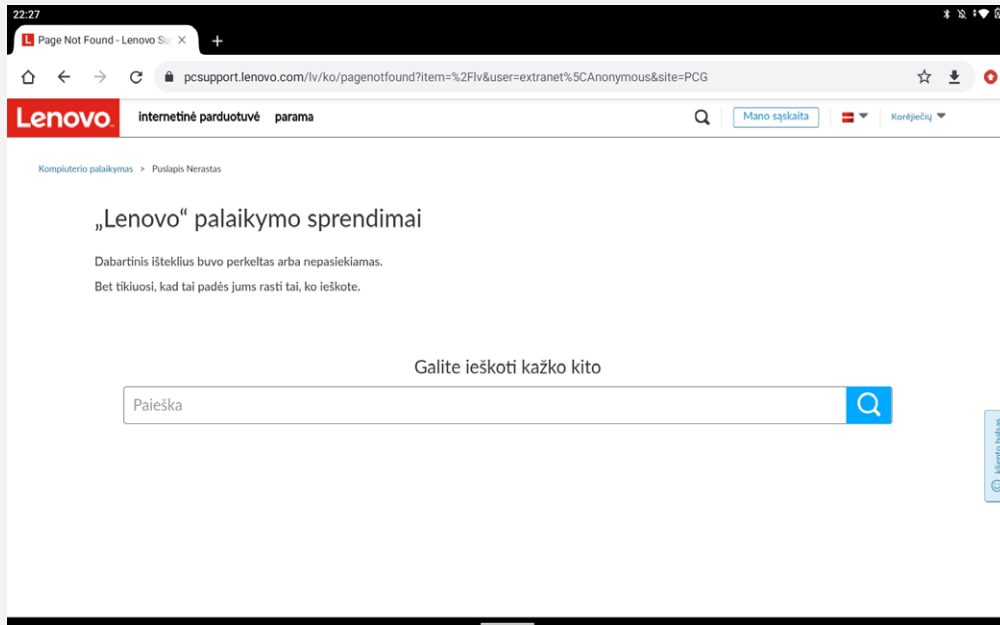 22:27
L Page Not Found - Lenovo Su
pcsupport.lenovo.com/lv/ko/pagenotfound?item=%2Flv&user=extranet%5CAnonymous&site=PCG
Lenovo. internetinė parduotuvė parama Mano sąskaita Korėjiečių
Kompiuterio palaikymas > Puslapis Nerastas
„Lenovo“ palaikymo sprendimai
Dabartinis išteklius buvo perkeltas arba nepasiekiamas.
Bet tikiuosi, kad tai padės jums rasti tai, ko ieškote.
Galite ieškoti kažko kito
Paieška
kliento balsas